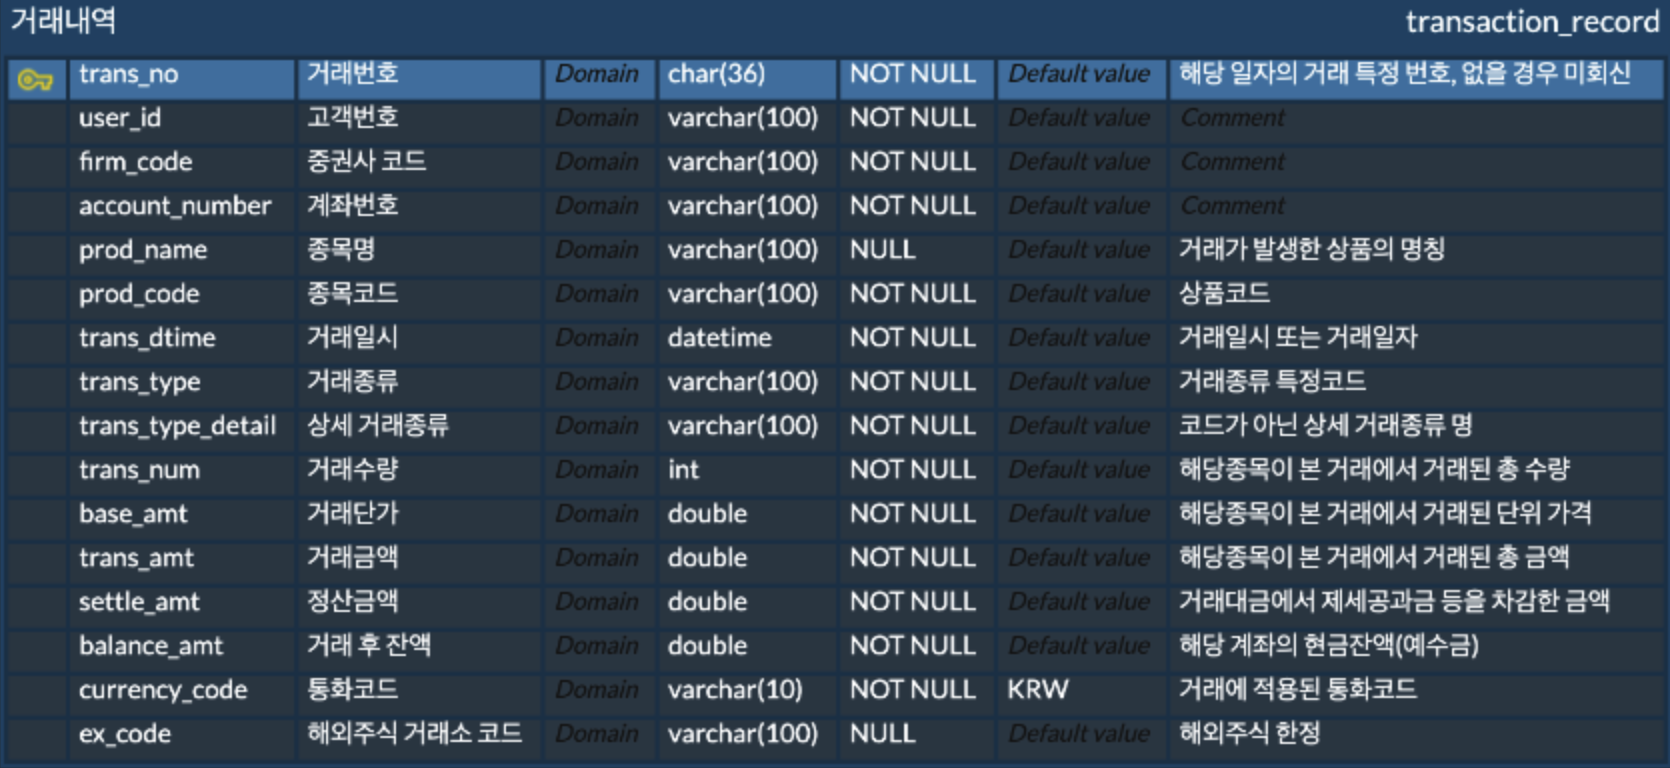 거래내역 transaction_record
trans_no 거래번호 Domain char(36) NOT NULL Default value 해당 일자의 거래 특정 번호, 없을 경우 미회신
user_id 고객번호 Domain varchar(100) NOT NULL Default value Comment
firm_code 중권사 코드 Domain varchar(100) NOT NULL Default value Comment
account_number 계좌번호 Domain varchar(100) NOT NULL Default value Comment
prod_name 종목명 Domain varchar(100) NULL Default value 거래가 발생한 상품의 명칭
prod_code 종목코드 Domain varchar(100) NOT NULL Default value 상품코드
trans_dtime 거래일시 Domain datetime NOT NULL Default value 거래일시 또는 거래일자
trans_type 거래종류 Domain varchar(100) NOT NULL Default value 거래종류 특정코드
trans_type_detail 상세 거래종류 Domain varchar(100) NOT NULL Default value 코드가 아닌 상세 거래종류 명
trans_num 거래수량 Domain int NOT NULL Default value 해당종목이 본 거래에서 거래된 총 수량
base_amt 거래단가 Domain double NOT NULL Default value 해당종목이 본 거래에서 거래된 단위 가격
trans_amt 거래금액 Domain double NOT NULL Default value 해당종목이 본 거래에서 거래된 총 금액
settle_amt 정산금액 Domain double NOT NULL Default value 거래대금에서 제세공과금 등을 차감한 금액
balance_amt 거래 후 잔액 Domain double NOT NULL Default value 해당 계좌의 현금잔액(예수금)
currency_code 통화코드 Domain varchar(10) NOT NULL KRW 거래에 적용된 통화코드
ex_code 해외주식 거래소 코드 Domain varchar(100) NULL Default value 해외주식 한정